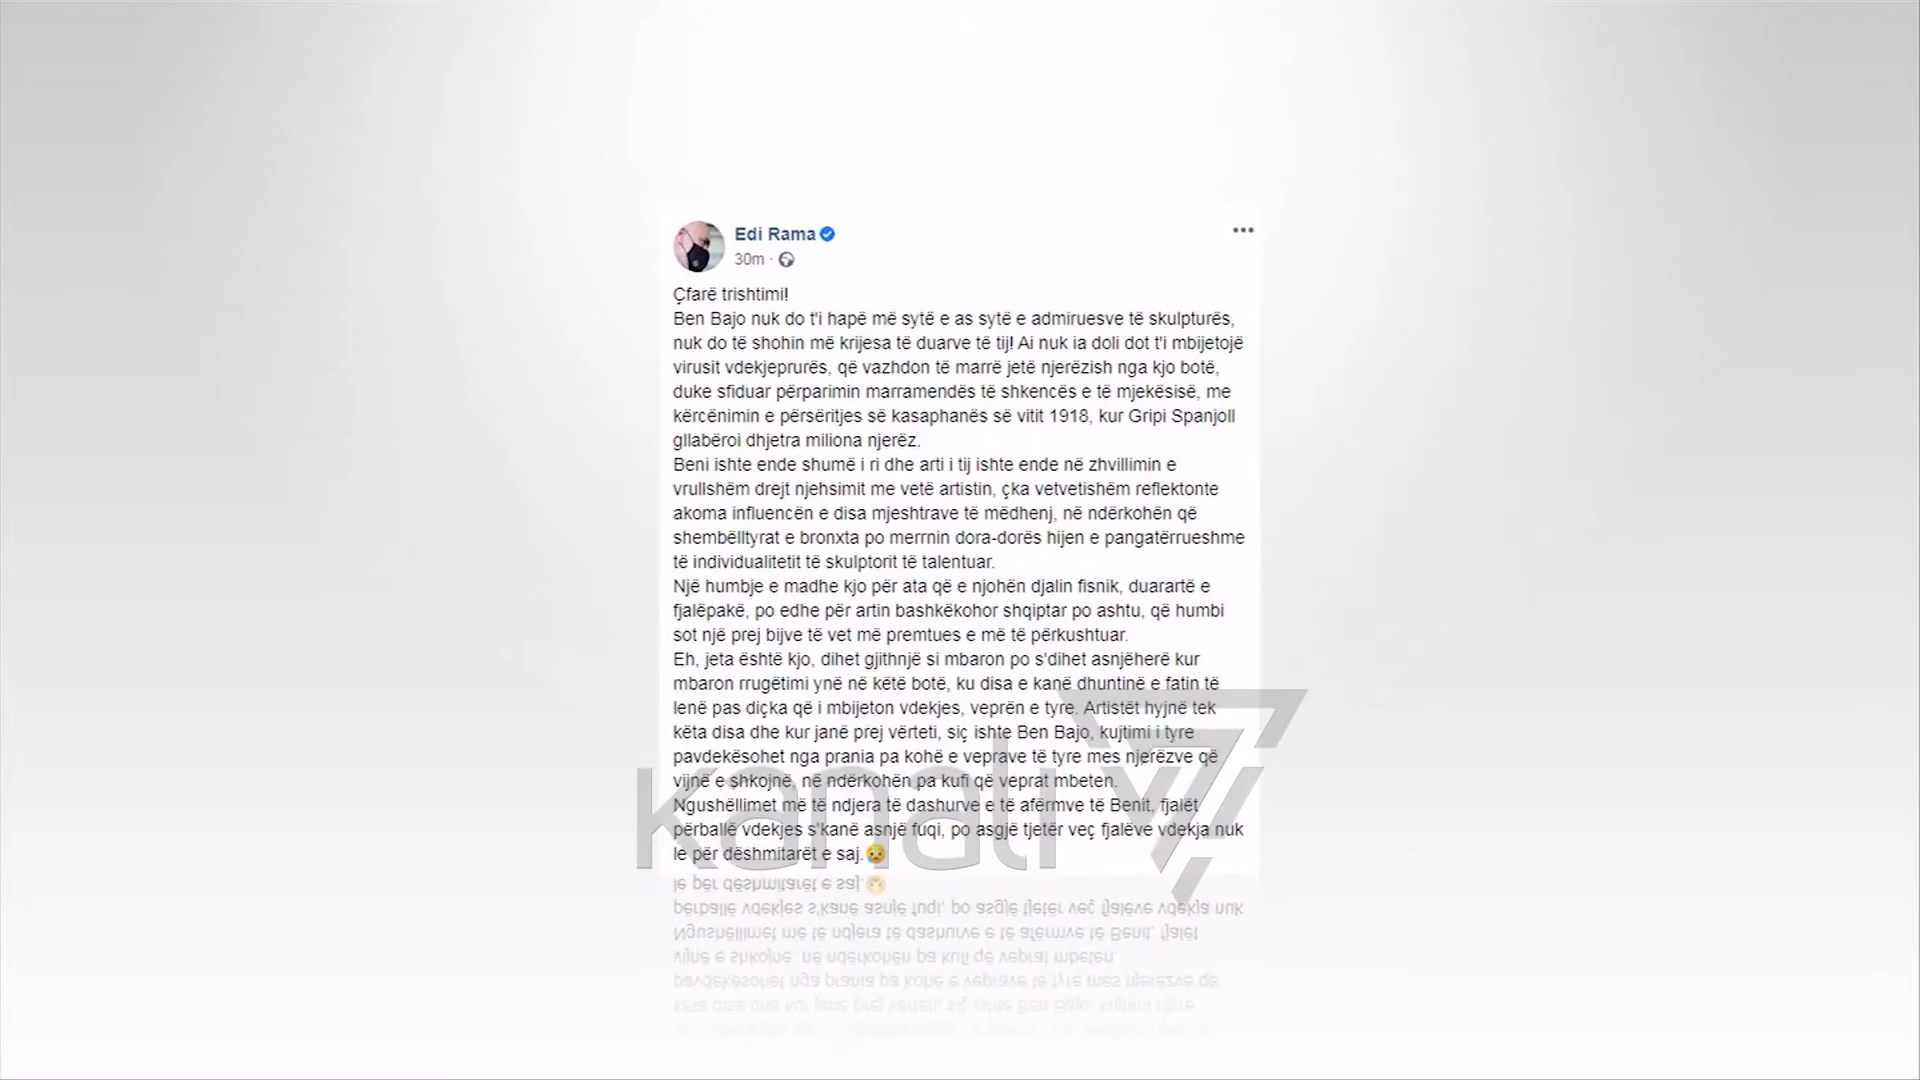 Edi Rama
30m ·
Çfarë trishtimi!
Ben Bajo nuk do t'i hapë më sytë e as sytë e admiruesve të skulpturës,
nuk do të shohin më krijesa të duarve të tij! Ai nuk ia doli dot t'i mbijetojë
virusit vdekjeprurës, që vazhdon të marrë jetë njerëzish nga kjo botë,
duke sfiduar përparimin marramendës të shkencës e të mjekësisë, me
kërcënimin e përsëritjes së kasaphanës së vitit 1918, kur Gripi Spanjoll
gllabëroi dhjetra miliona njerëz.
Beni ishte ende shumë i ri dhe arti i tij ishte ende në zhvillimin e
vrullshëm drejt njehsimit me vetë artistin, çka vetvetishëm reflektonte
akoma influencën e disa mjeshtrave të mëdhenj, në ndërkohën që
shembëlltyrat e bronxta po merrnin dora-dorës hijen e pangatërrueshme
të individualitetit të skulptorit të talentuar.
Një humbje e madhe kjo për ata që e njohën djalin fisnik, duarartë e
fjalëpakë, po edhe për artin bashkëkohor shqiptar po ashtu, që humbi
sot një prej bijve të vet më premtues e më të përkushtuar.
Eh, jeta është kjo, dihet gjithnjë si mbaron po s'dihet asnjëherë kur
mbaron rrugëtimi ynë në këtë botë, ku disa e kanë dhuntinë e fatin të
lenë pas diçka që i mbijeton vdekjes, veprën e tyre. Artistët hyjnë tek
këta disa dhe kur janë prej vërteti, siç ishte Ben Bajo, kujtimi i tyre
pavdekësohet nga prania pa kohë e veprave të tyre mes njerëzve që
vijnë e shkojnë, në ndërkohën pa kufi që veprat mbeten.
Ngushëllimet më të ndjera të dashurve e të afërmve të Benit, fjalët
përballë vdekjes s'kanë asnjë fuqi, po asgjë tjetër veç fjalëve vdekja nuk
le për dëshmitarët e saj.😢
kanali 7